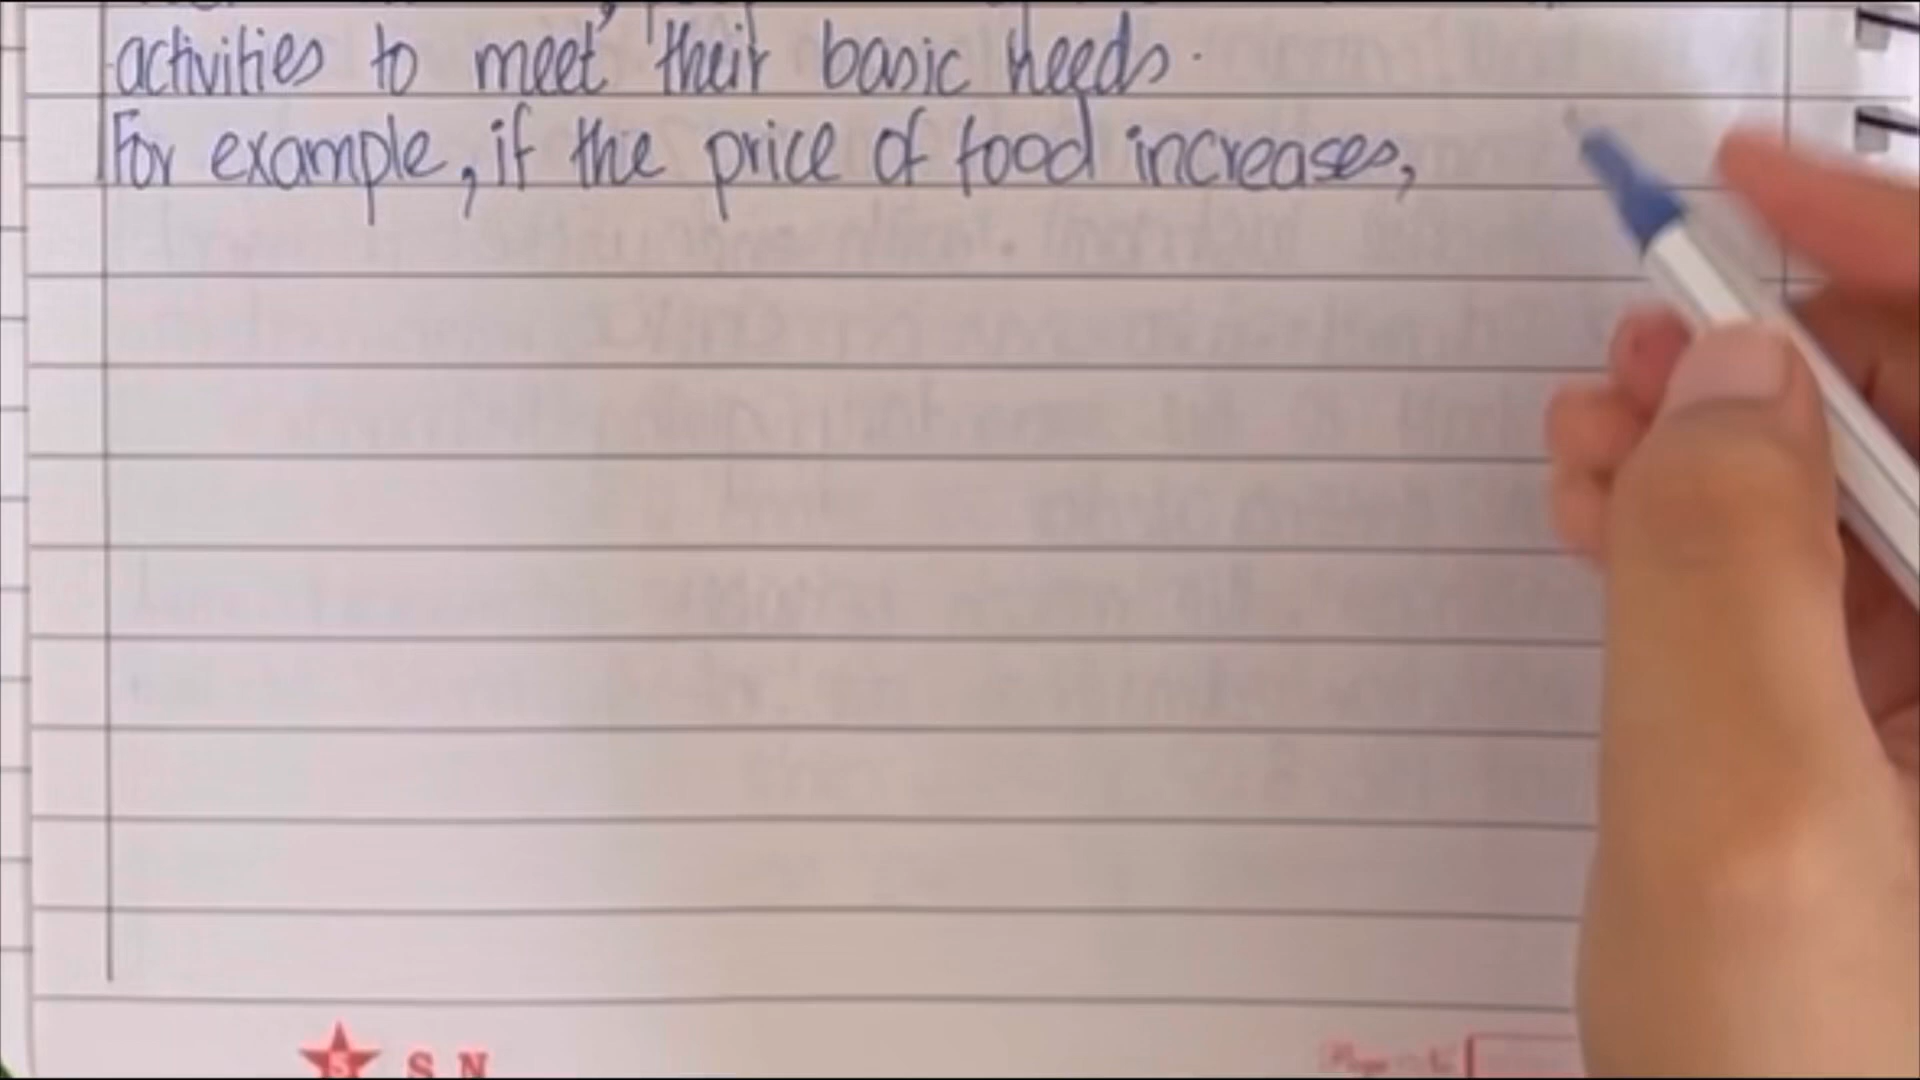 activities to meet their basic needs.
For example, if the price of food increases,
S N